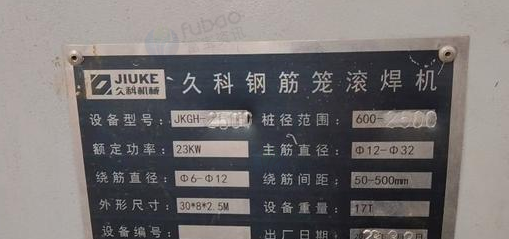 fubao
JIUKE
久科机械
久科钢筋笼滚焊机
设备型号: JKGH- 桩径范围: 600-
额定功率: 23KW 主筋直径: Φ12-Φ32
绕筋直径: Φ6-Φ12 绕筋间距: 50-500mm
外形尺寸: 30*8*2.5M 设备重量: 17T
设备编号: 出厂日期: